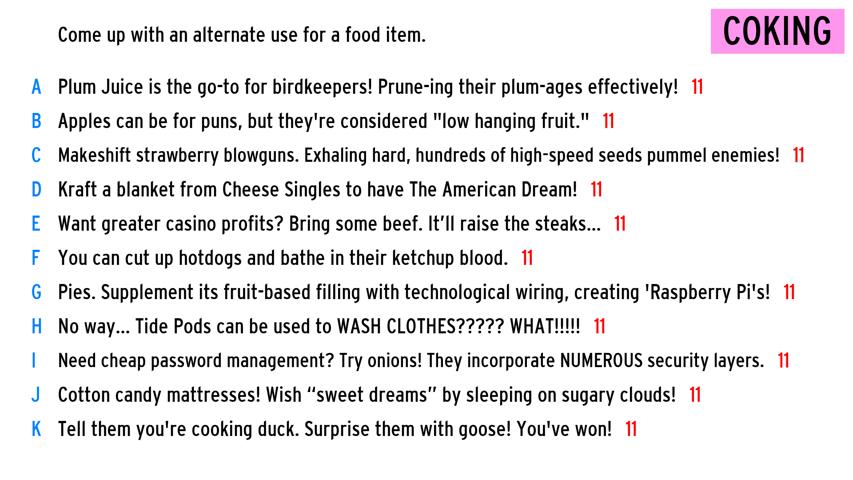 Come up with an alternate use for a food item.
COKING
A Plum Juice is the go-to for birdkeepers! Prune-ing their plum-ages effectively! 11
B Apples can be for puns, but they're considered "low hanging fruit." 11
C Makeshift strawberry blowguns. Exhaling hard, hundreds of high-speed seeds pummel enemies! 11
D Kraft a blanket from Cheese Singles to have The American Dream! 11
E Want greater casino profits? Bring some beef. It’ll raise the steaks... 11
F You can cut up hotdogs and bathe in their ketchup blood. 11
G Pies. Supplement its fruit-based filling with technological wiring, creating 'Raspberry Pi's! 11
H No way... Tide Pods can be used to WASH CLOTHES????? WHAT!!!!! 11
I Need cheap password management? Try onions! They incorporate NUMEROUS security layers. 11
J Cotton candy mattresses! Wish “sweet dreams” by sleeping on sugary clouds! 11
K Tell them you're cooking duck. Surprise them with goose! You've won! 11